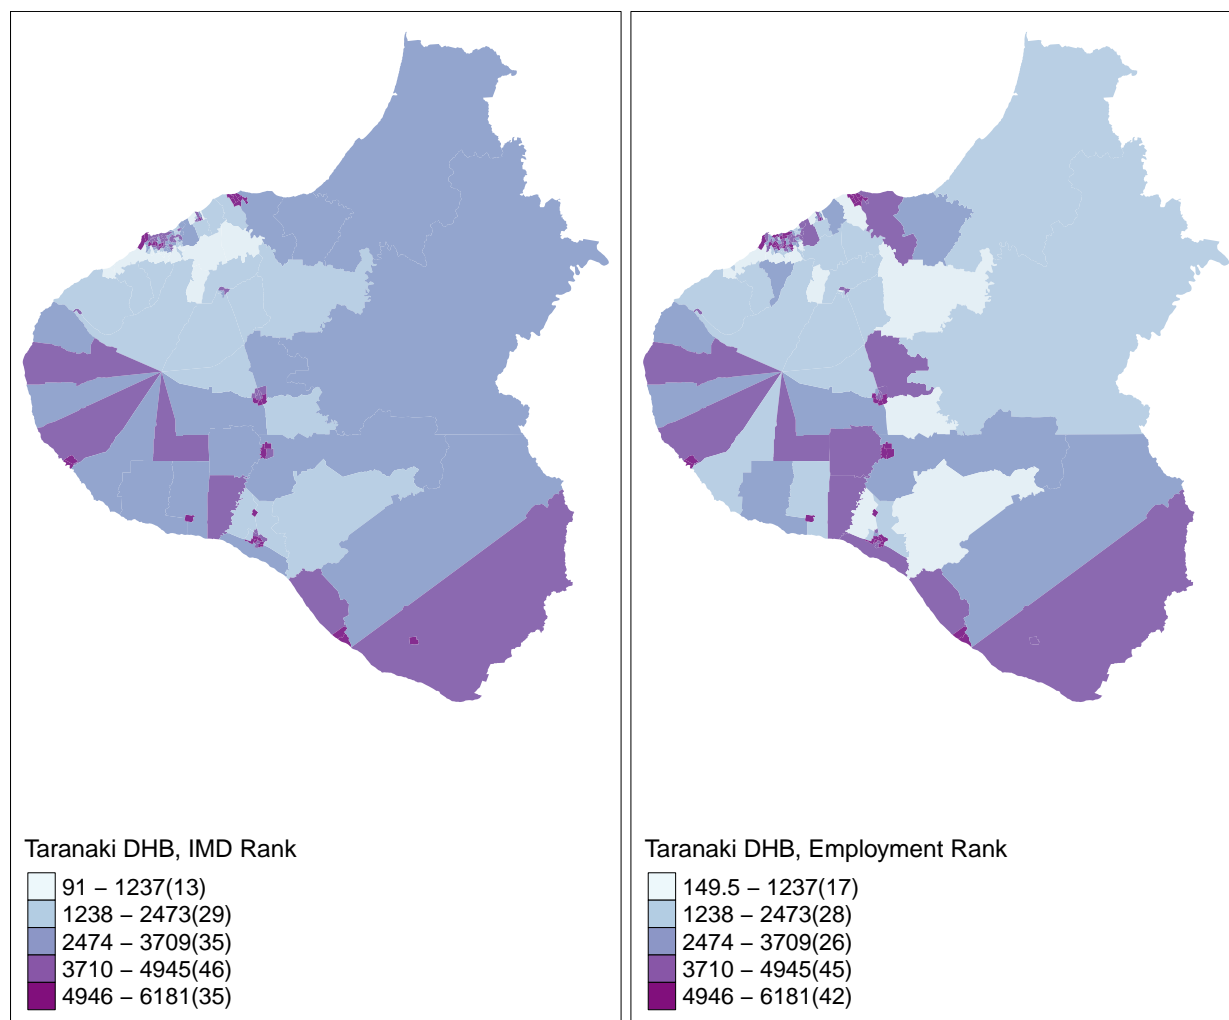 Taranaki DHB, IMD Rank
91 − 1237(13)
1238 − 2473(29)
2474 − 3709(35)
3710 − 4945(46)
4946 − 6181(35)
Taranaki DHB, Employment Rank
149.5 − 1237(17)
1238 − 2473(28)
2474 − 3709(26)
3710 − 4945(45)
4946 − 6181(42)